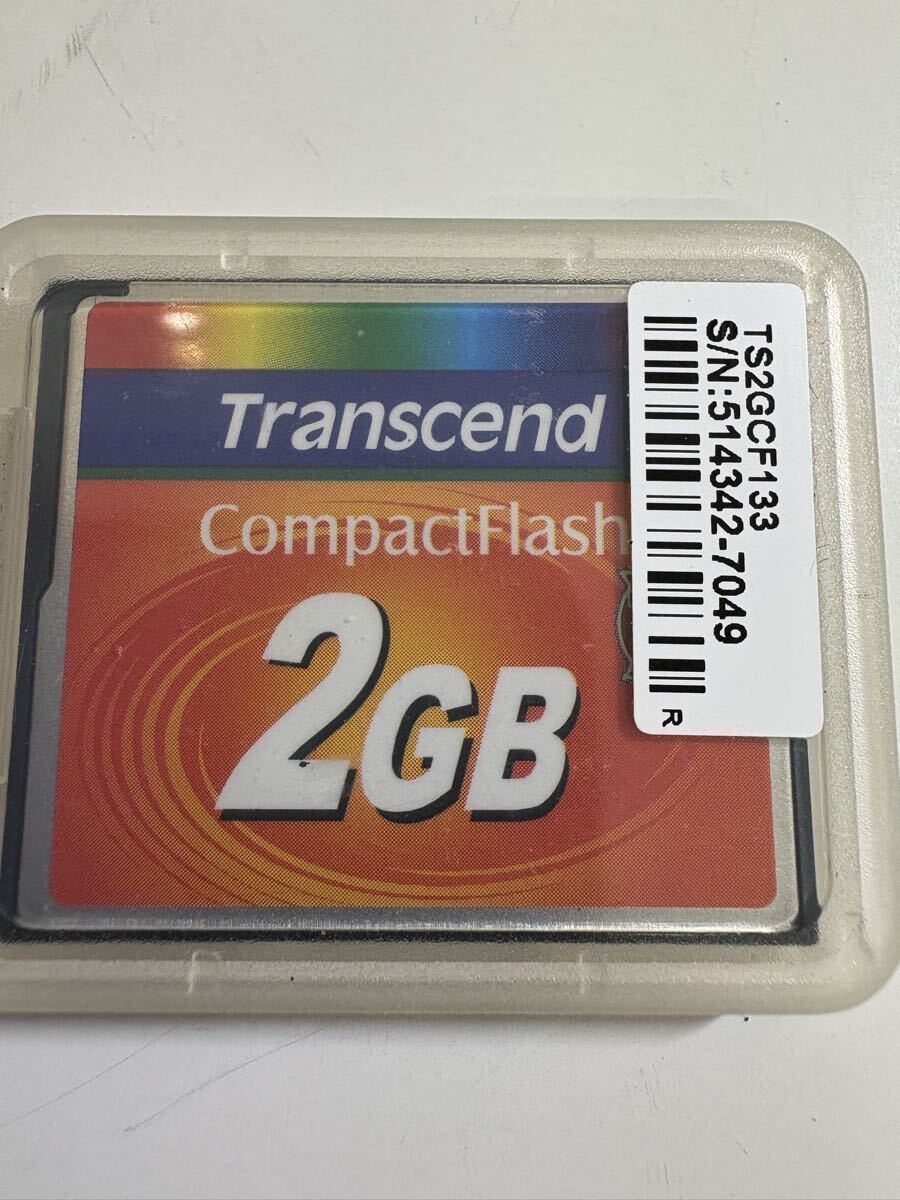 Transcend
CompactFlash
2GB
TS2GCF133
S/N:514342-7049
R